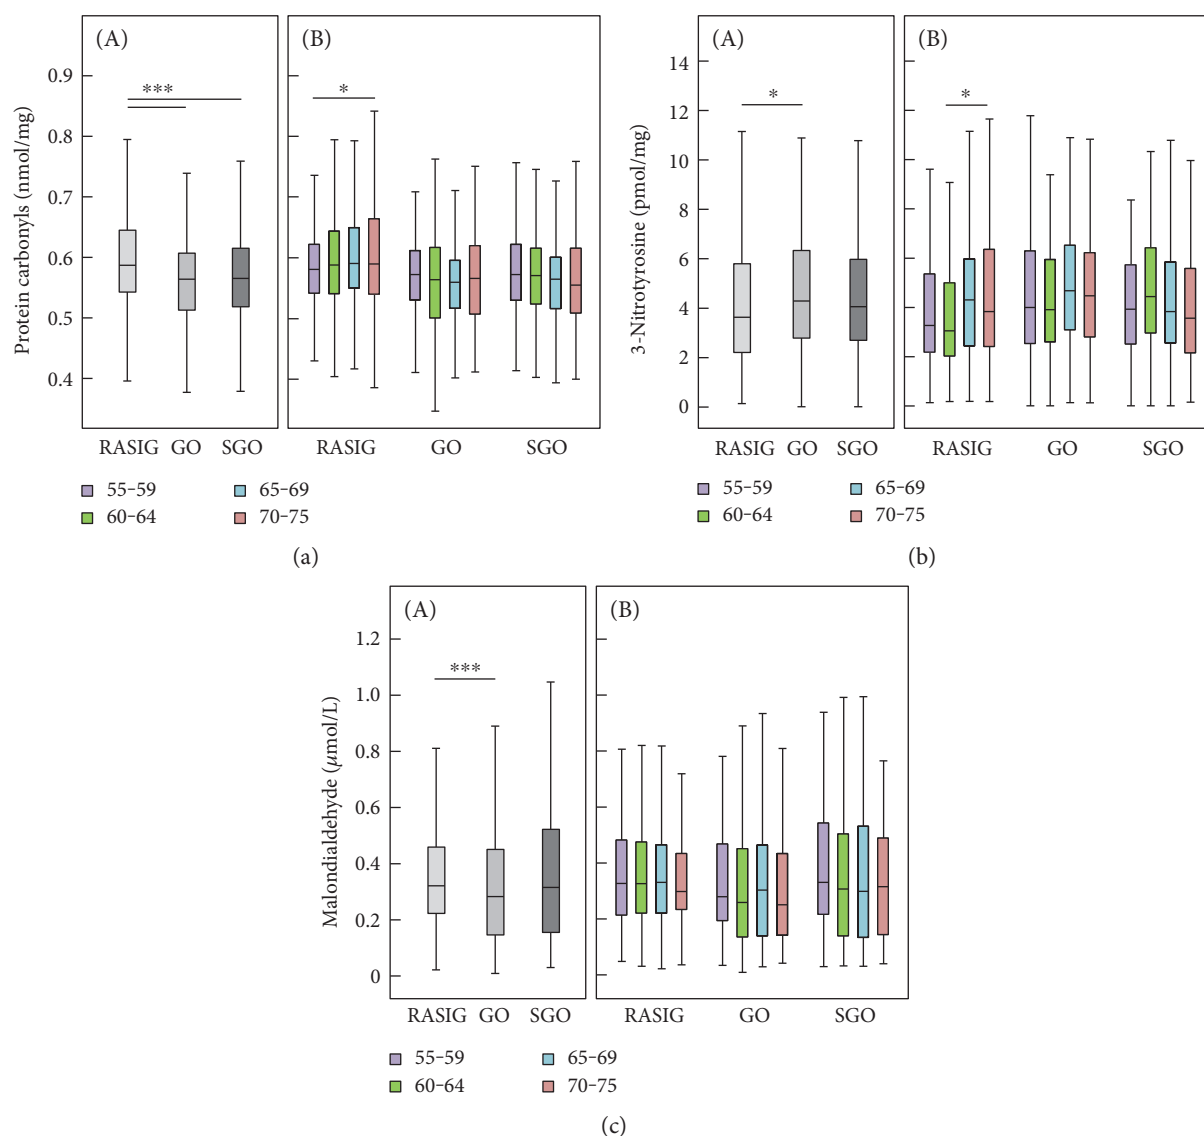 (A)
(B)
***
*
Protein carbonyls (nmol/mg)
0.9
0.8
0.7
0.6
0.5
0.4
RASIG GO SGO
RASIG GO SGO
55–59 65–69
60–64 70–75
(a)
(A)
(B)
*
*
3-Nitrotyrosine (pmol/mg)
14
12
10
8
6
4
2
0
RASIG GO SGO
RASIG GO SGO
55–59 65–69
60–64 70–75
(b)
(A)
(B)
***
Malondialdehyde (μmol/L)
1.2
1.0
0.8
0.6
0.4
0.2
0
RASIG GO SGO
RASIG GO SGO
55–59 65–69
60–64 70–75
(c)